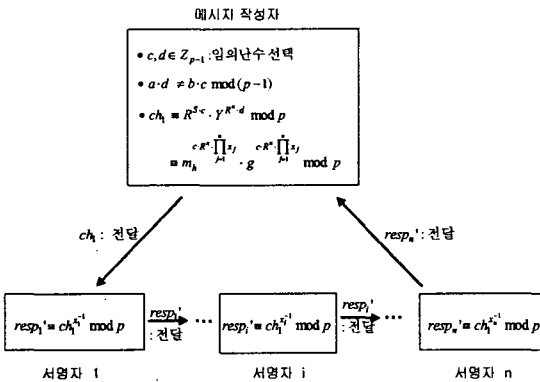 메시지 작성자
• c, d ∈ Z_{p-1} : 임의난수 선택
• a·d ≠ b·c mod (p-1)
• ch₁ ≡ R^{S·c} · Y^{R^n·d} mod p
≡ m_h^{c·R^n·∏_{j=1}^{n} x_j} · g^{c·R^n·∏_{j=1}^{n} x_j} mod p
ch₁ : 전달
resp_n' : 전달
resp₁' ≡ ch₁^{x₁^{-1}} mod p
resp₁'
: 전달
...
resp_i' ≡ ch₁^{x_i^{-1}} mod p
resp_i'
: 전달
...
resp_n' ≡ ch₁^{x_n^{-1}} mod p
서명자 1
서명자 i
서명자 n